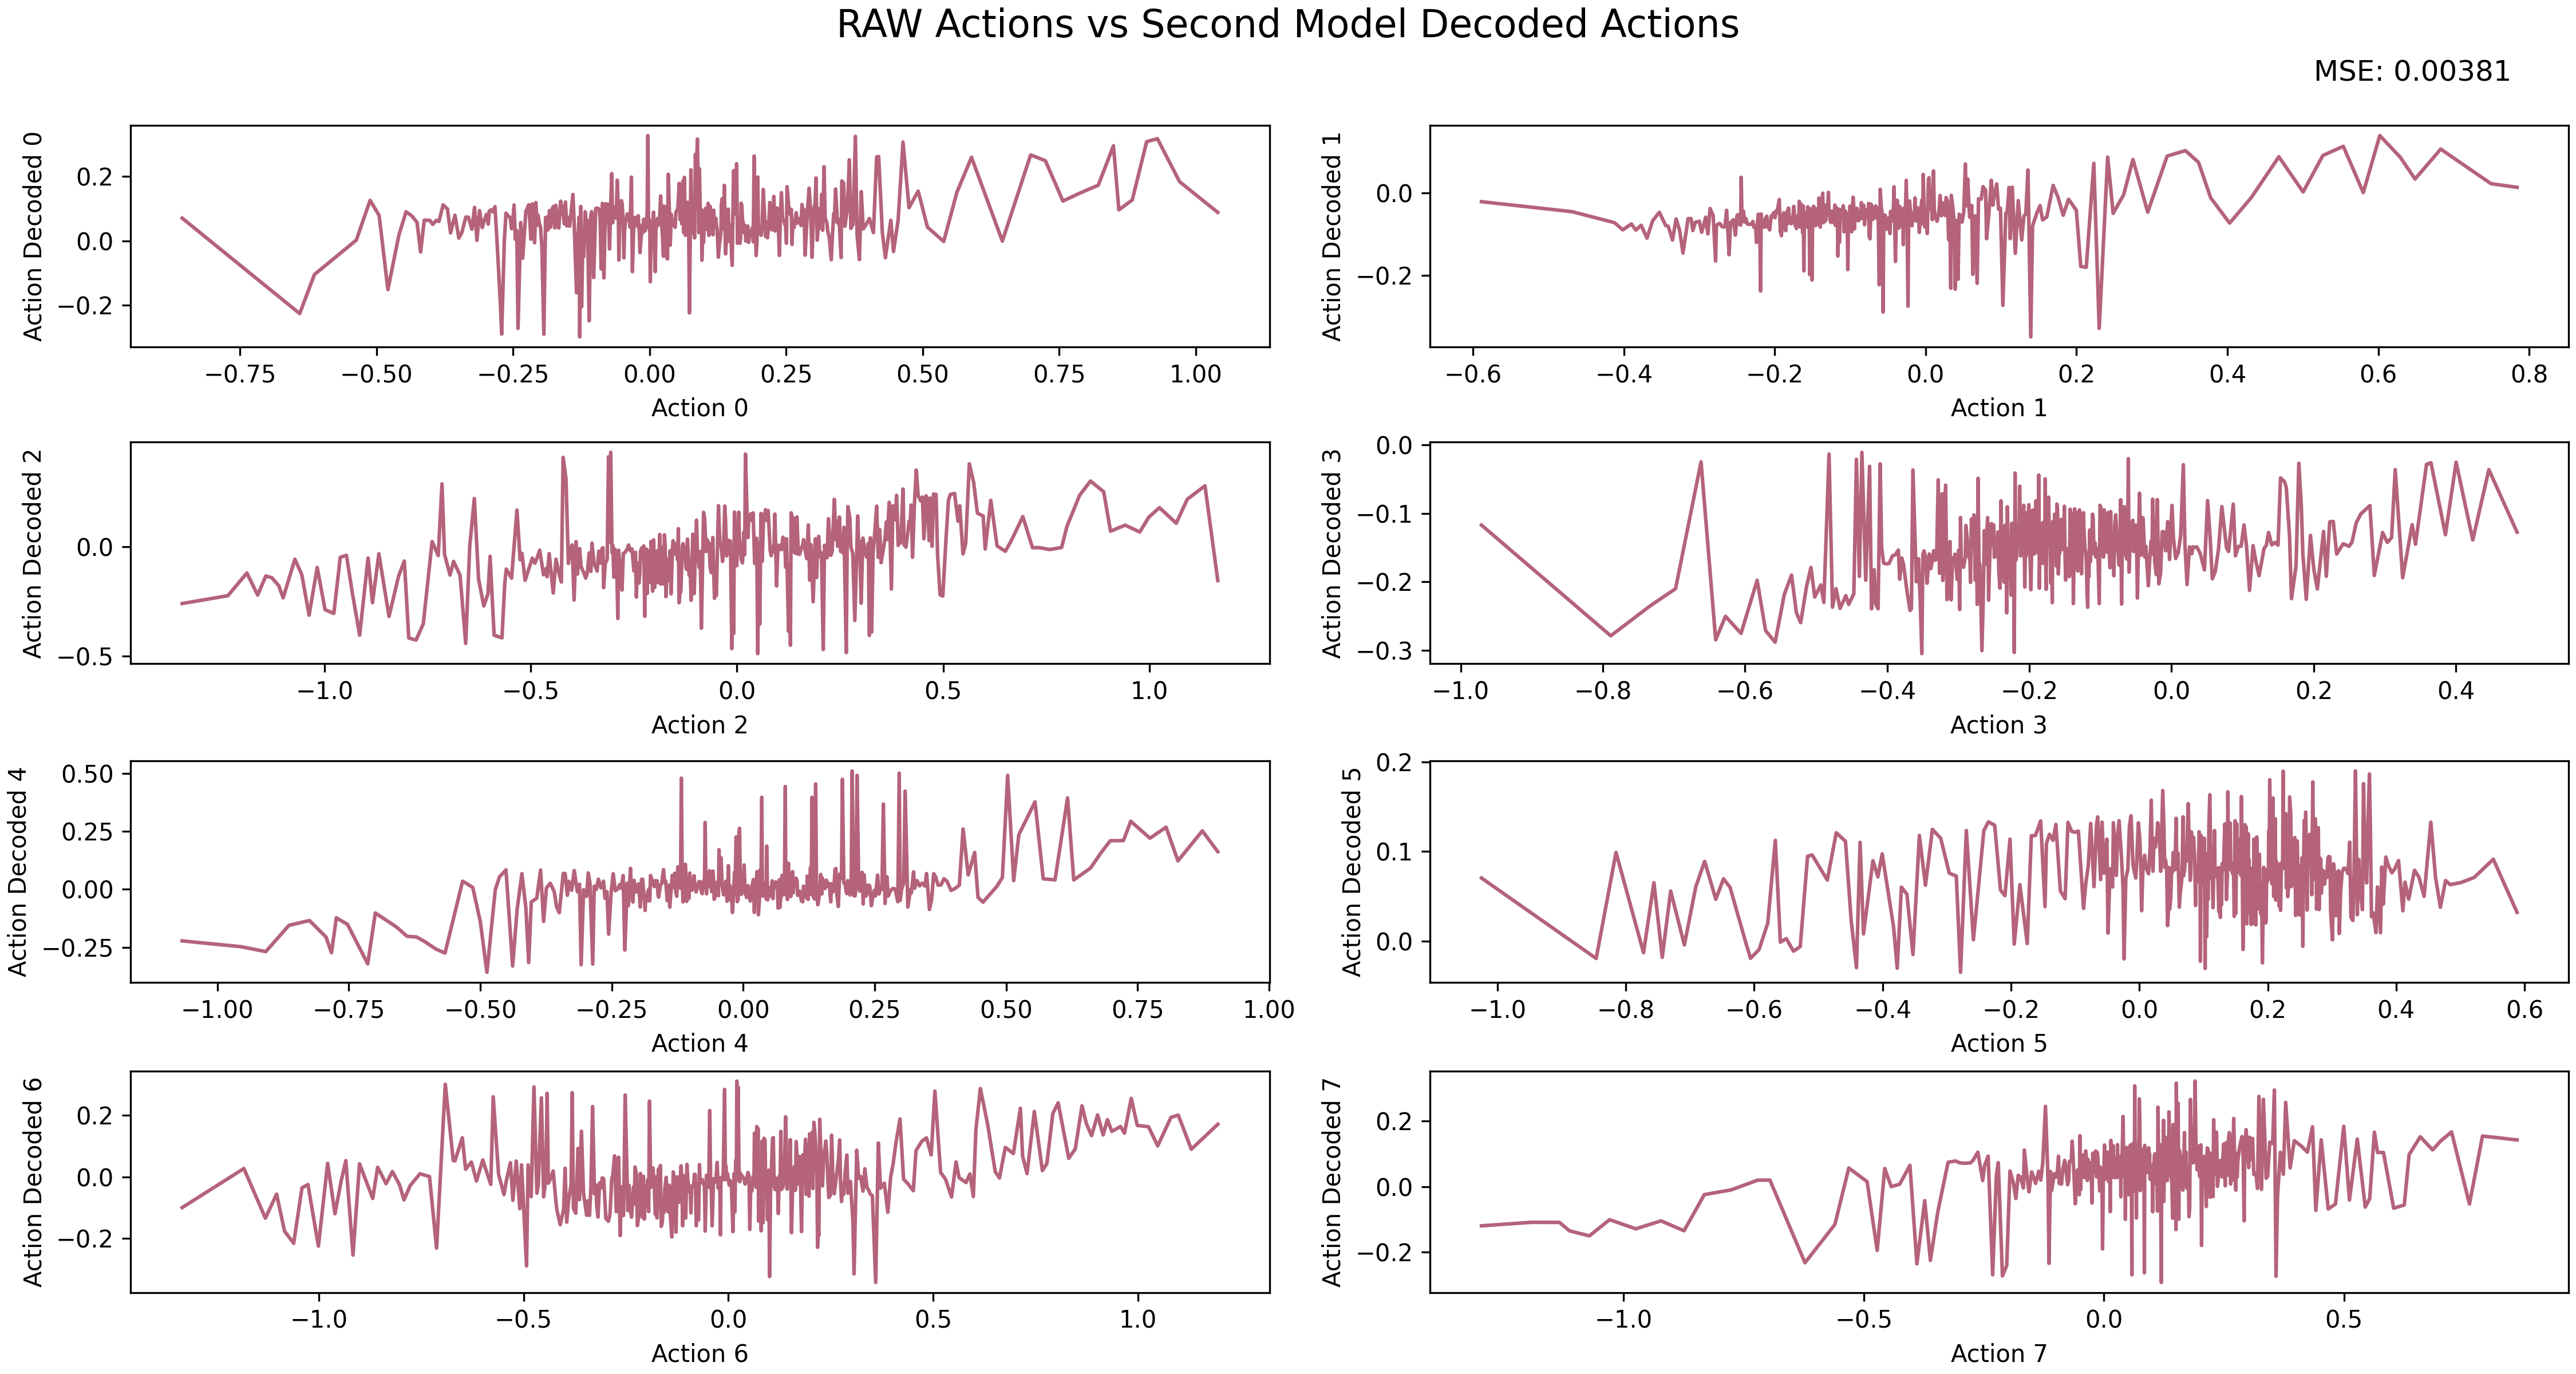 RAW Actions vs Second Model Decoded Actions
MSE: 0.00381
Action Decoded 0
0.2
0.0
−0.2
−0.75 −0.50 −0.25 0.00 0.25 0.50 0.75 1.00
Action 0
Action Decoded 1
0.0
−0.2
−0.6 −0.4 −0.2 0.0 0.2 0.4 0.6 0.8
Action 1
Action Decoded 2
0.0
−0.5
−1.0 −0.5 0.0 0.5 1.0
Action 2
Action Decoded 3
0.0
−0.1
−0.2
−0.3
−1.0 −0.8 −0.6 −0.4 −0.2 0.0 0.2 0.4
Action 3
Action Decoded 4
0.50
0.25
0.00
−0.25
−1.00 −0.75 −0.50 −0.25 0.00 0.25 0.50 0.75 1.00
Action 4
Action Decoded 5
0.2
0.1
0.0
−1.0 −0.8 −0.6 −0.4 −0.2 0.0 0.2 0.4 0.6
Action 5
Action Decoded 6
0.2
0.0
−0.2
−1.0 −0.5 0.0 0.5 1.0
Action 6
Action Decoded 7
0.2
0.0
−0.2
−1.0 −0.5 0.0 0.5
Action 7